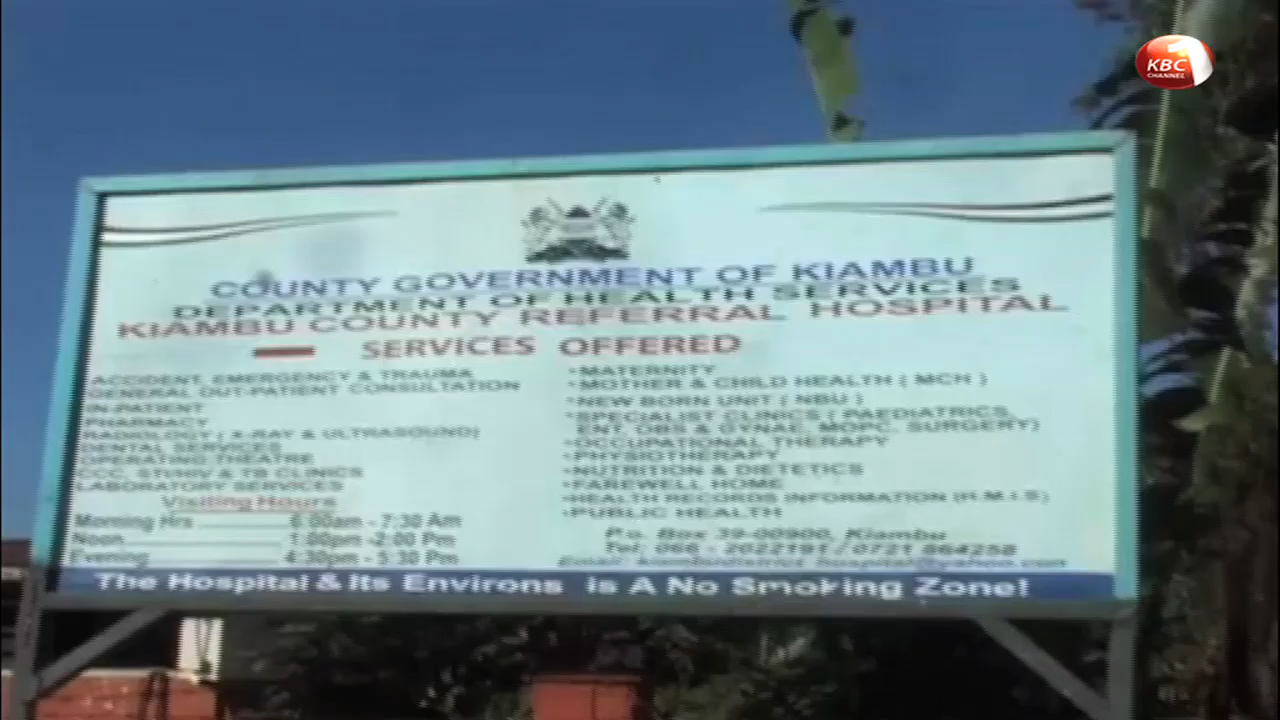 KBC
CHANNEL 1
COUNTY GOVERNMENT OF KIAMBU
DEPARTMENT OF HEALTH SERVICES
KIAMBU COUNTY REFERRAL HOSPITAL
SERVICES OFFERED
ACCIDENT, EMERGENCY & TRAUMA
GENERAL OUT-PATIENT CONSULTATION
IN-PATIENT
PHARMACY
RADIOLOGY ( X-RAY & ULTRASOUND)
DENTAL SERVICES
OPERATING THEATRE
CCC, STI/HIV & TB CLINICS
LABORATORY SERVICES
Visiting Hours
Morning Hrs 6:00am - 7:30 Am
Noon 1:00pm -2:00 Pm
Evening 4:30pm - 5:30 Pm
•MATERNITY
•MOTHER & CHILD HEALTH ( MCH )
•NEW BORN UNIT ( NBU )
•SPECIALIST CLINICS ( PAEDIATRICS,
ENT, OBS & GYNAE, MOPC, SURGERY)
•OCCUPATIONAL THERAPY
•PHYSIOTHERAPY
•NUTRITION & DIETETICS
•FAREWELL HOME
•HEALTH RECORDS INFORMATION (H.M.I.S)
•PUBLIC HEALTH
P.o. Box 39-00900, Kiambu
Tel: 066 - 2022191 / 0721 864258
Email:
The Hospital & Its Environs is A No Smoking Zone!